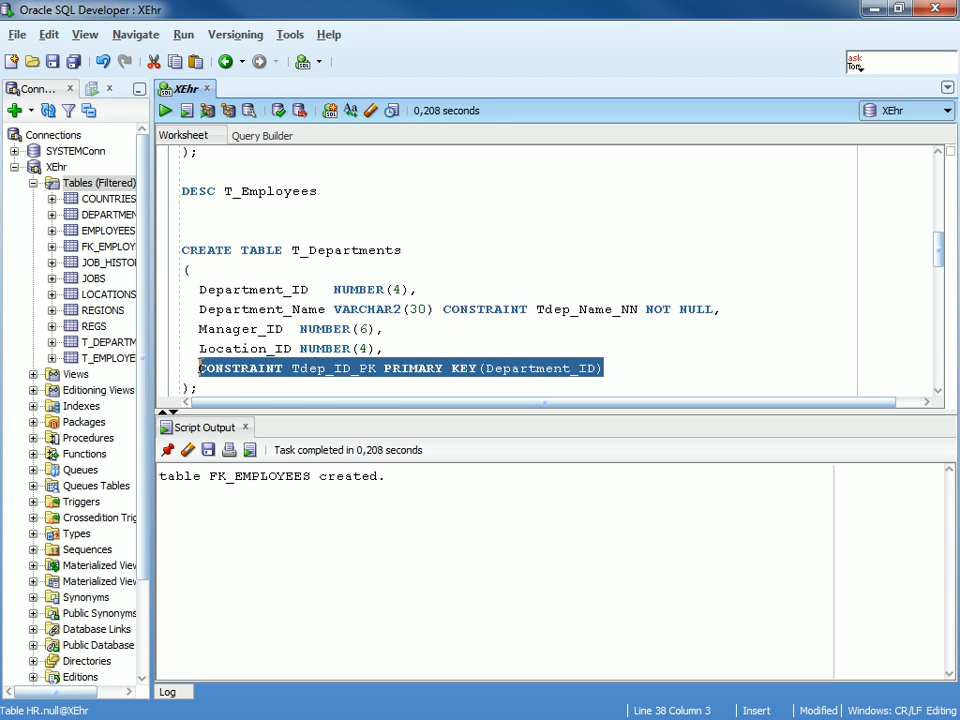 Oracle SQL Developer : XEhr
File Edit View Navigate Run Versioning Tools Help
ask
Tom
Conn... XEhr
0,208 seconds XEhr
Connections
SYSTEMConn
XEhr
Tables (Filtered)
COUNTRIES
DEPARTMEN
EMPLOYEES
FK_EMPLOY
JOB_HISTO
JOBS
LOCATIONS
REGIONS
REGS
T_DEPARTM
T_EMPLOYE
Views
Editioning Views
Indexes
Packages
Procedures
Functions
Queues
Queues Tables
Triggers
Crossedition Trig
Types
Sequences
Materialized View
Materialized View
Synonyms
Public Synonyms
Database Links
Public Database
Directories
Editions
Worksheet Query Builder
);
DESC T_Employees
CREATE TABLE T_Departments
(
Department_ID NUMBER(4),
Department_Name VARCHAR2(30) CONSTRAINT Tdep_Name_NN NOT NULL,
Manager_ID NUMBER(6),
Location_ID NUMBER(4),
CONSTRAINT Tdep_ID_PK PRIMARY KEY(Department_ID)
);
Script Output
Task completed in 0,208 seconds
table FK_EMPLOYEES created.
Log
Table HR.null@XEhr Line 38 Column 3 Insert Modified Windows: CR/LF Editing